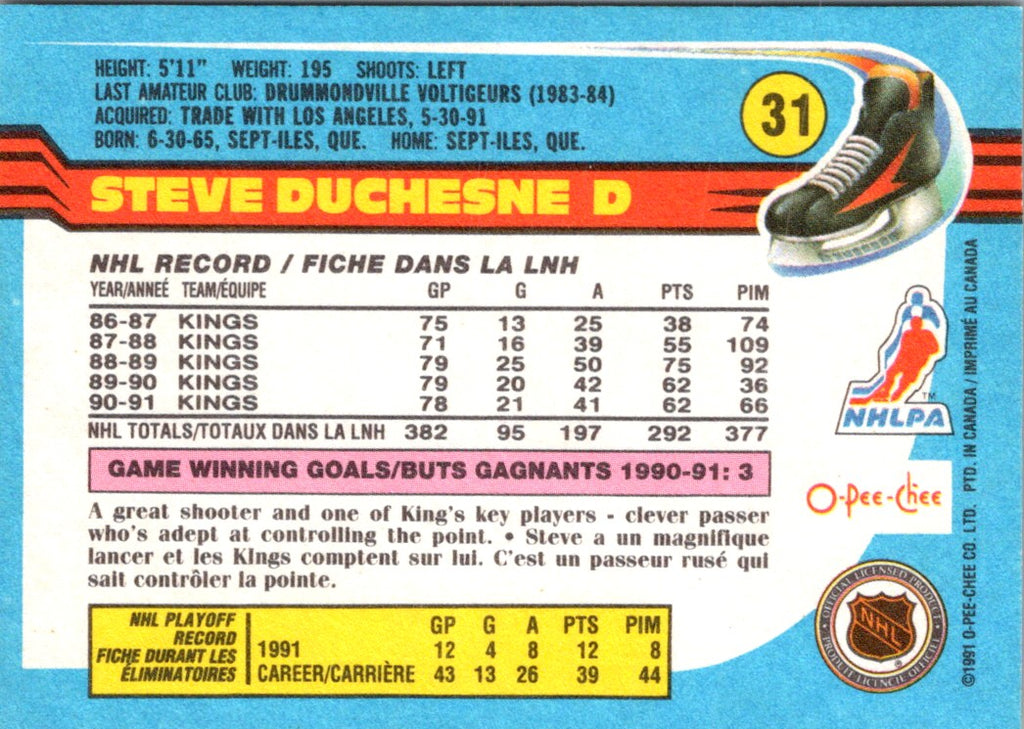 HEIGHT: 5'11" WEIGHT: 195 SHOOTS: LEFT
LAST AMATEUR CLUB: DRUMMONDVILLE VOLTIGEURS (1983-84)
ACQUIRED: TRADE WITH LOS ANGELES, 5-30-91
BORN: 6-30-65, SEPT-ILES, QUE. HOME: SEPT-ILES, QUE.
31
STEVE DUCHESNE D
NHL RECORD / FICHE DANS LA LNH
YEAR/ANNEÉ TEAM/ÉQUIPE GP G A PTS PIM
86-87 KINGS 75 13 25 38 74
87-88 KINGS 71 16 39 55 109
88-89 KINGS 79 25 50 75 92
89-90 KINGS 79 20 42 62 36
90-91 KINGS 78 21 41 62 66
NHL TOTALS/TOTAUX DANS LA LNH 382 95 197 292 377
GAME WINNING GOALS/BUTS GAGNANTS 1990-91: 3
A great shooter and one of King's key players - clever passer
who's adept at controlling the point. • Steve a un magnifique
lancer et les Kings comptent sur lui. C'est un passeur rusé qui
sait contrôler la pointe.
NHL PLAYOFF
RECORD
FICHE DURANT LES
ÉLIMINATOIRES
GP G A PTS PIM
1991 12 4 8 12 8
CAREER/CARRIÈRE 43 13 26 39 44
TM
NHLPA
O-Pee-Chee
OFFICIAL LICENSED PRODUCT
NHL
®
PRODUIT LICENCIE OFFICIEL
©1991 O-PEE-CHEE CO. LTD. PTD. IN CANADA / IMPRIMÉ AU CANADA